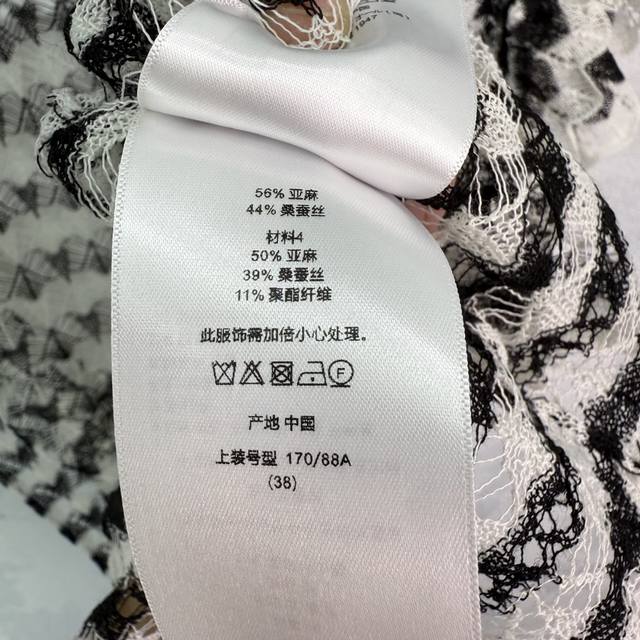 56% 亚麻
44% 桑蚕丝
材料4
50% 亚麻
39% 桑蚕丝
11% 聚酯纤维
此服饰需加倍小心处理。
F
产地 中国
上装号型 170/88A
(38)